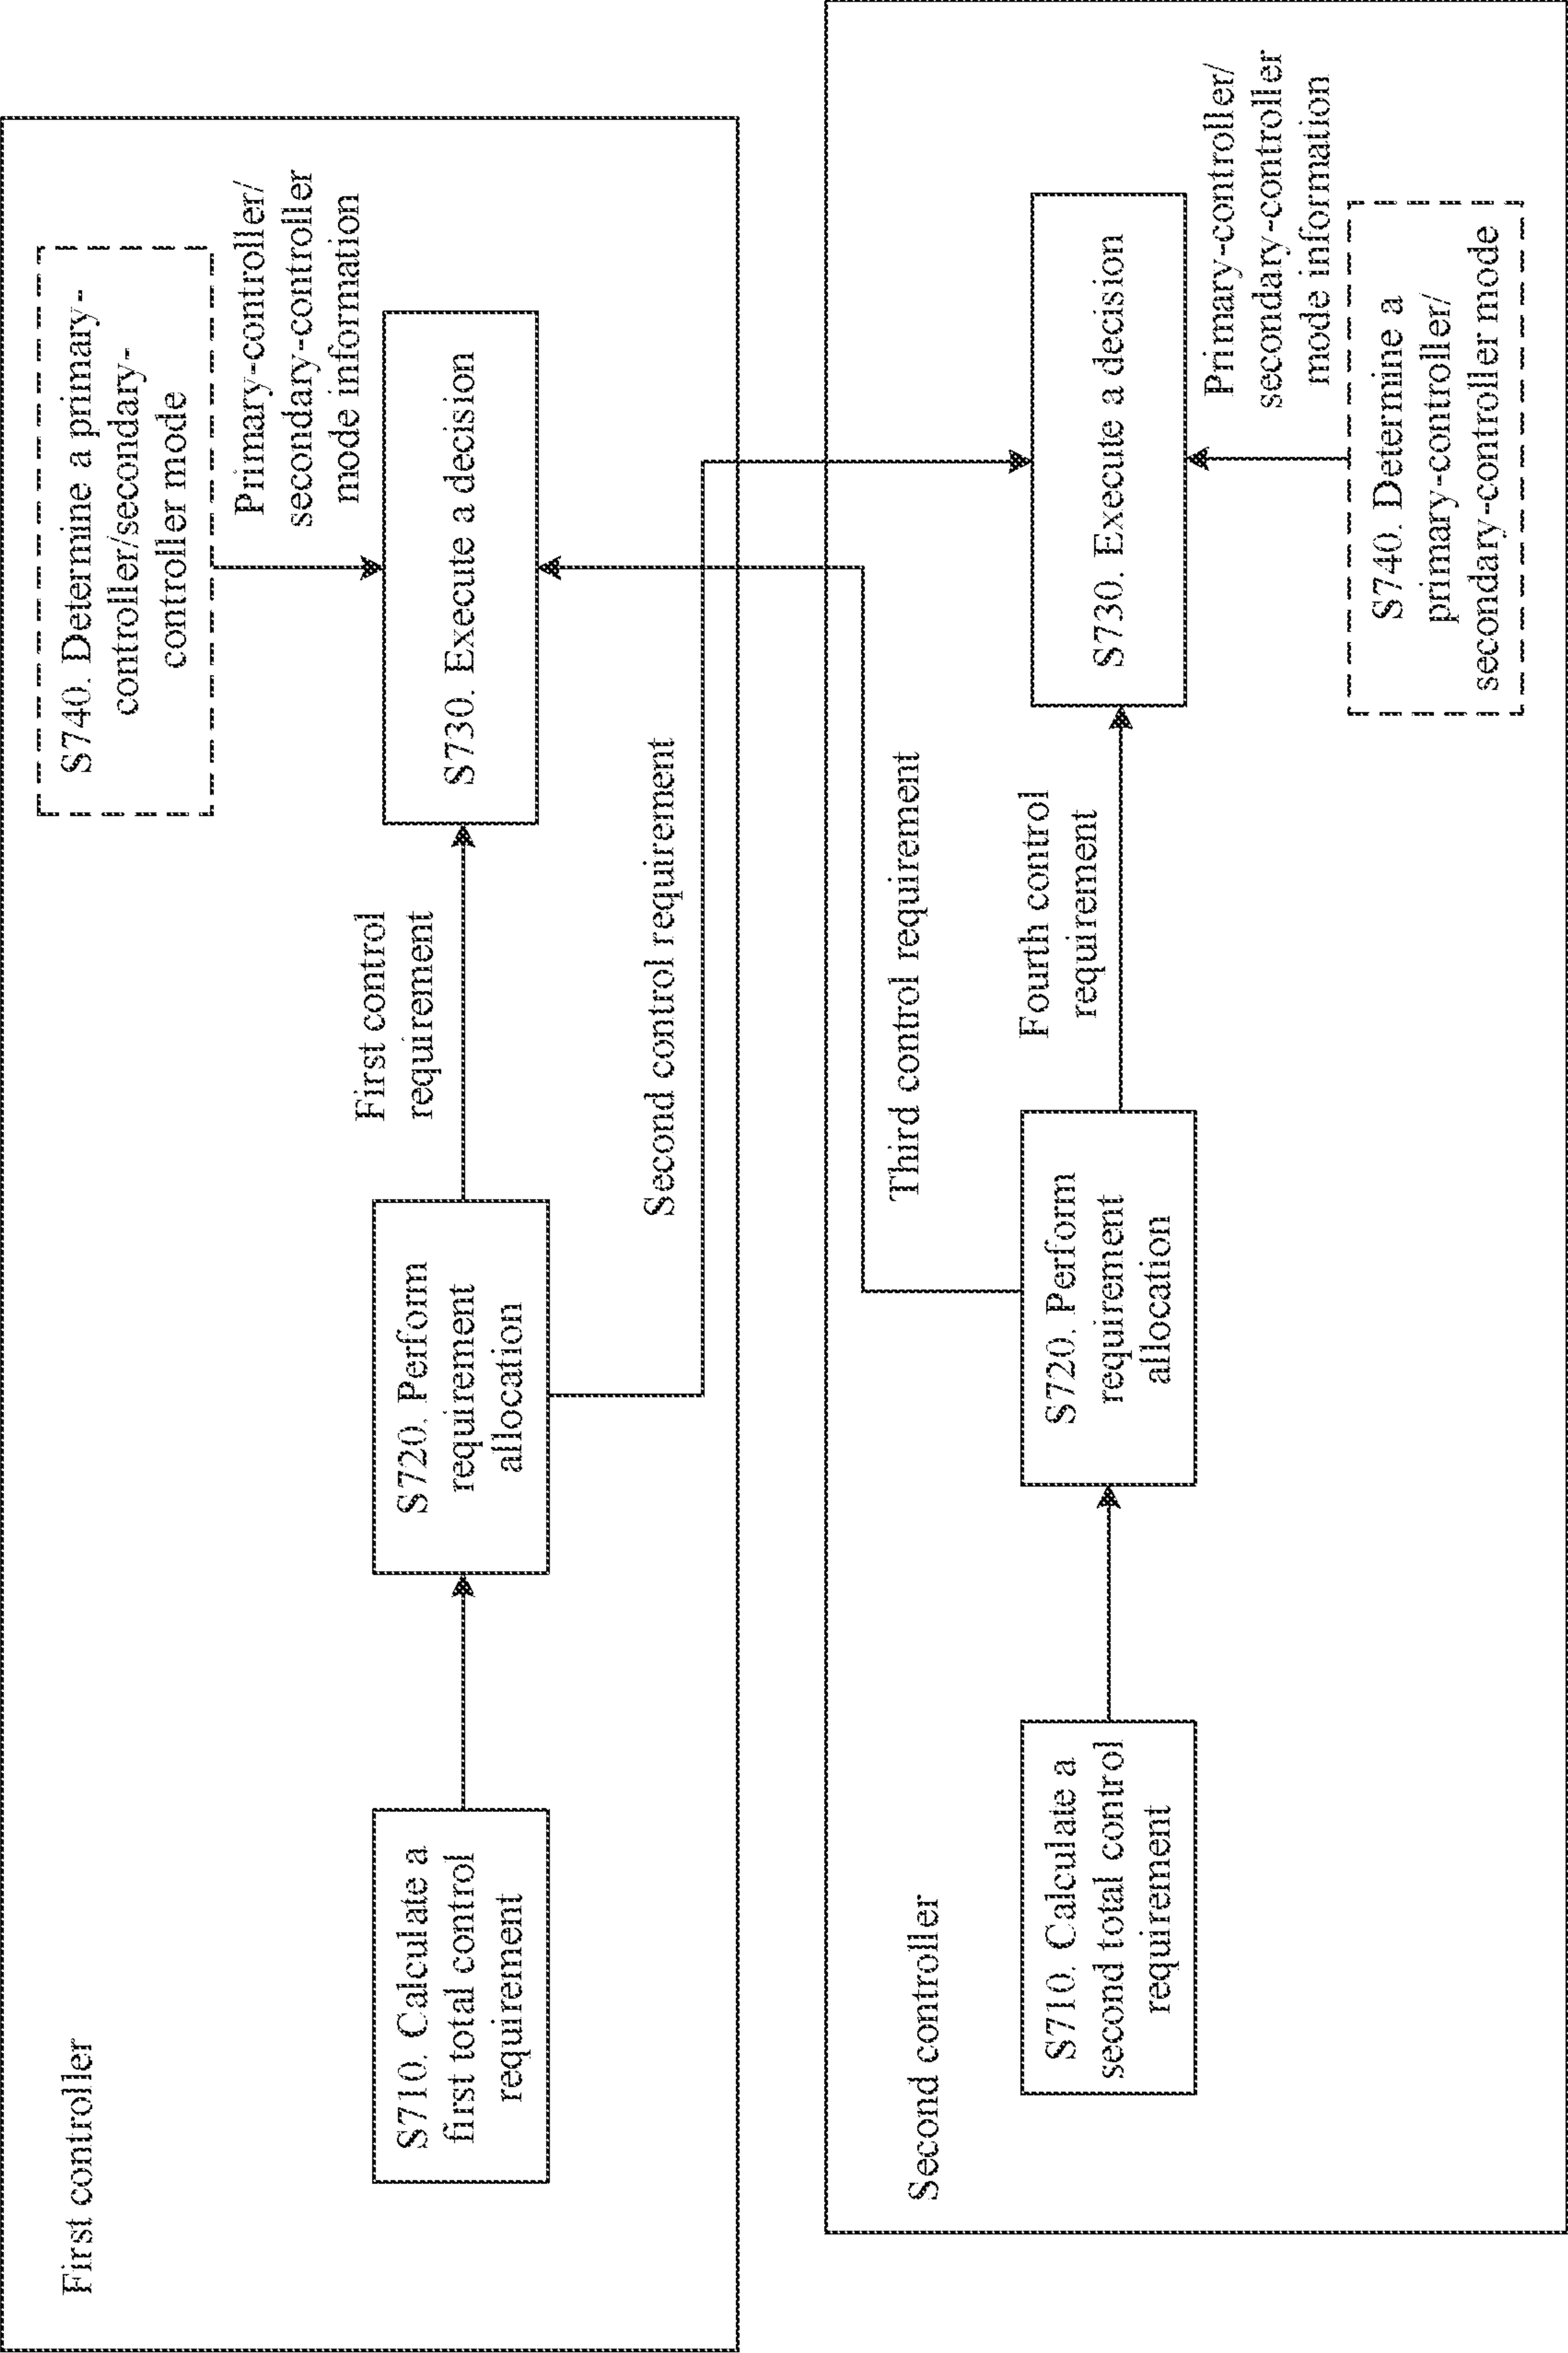 First controller
S710. Calculate a
first total control
requirement
S720. Perform
requirement
allocation
First control
requirement
Second control requirement
S730. Execute a decision
S740. Determine a primary-
controller/secondary-
controller mode
Primary-controller/
secondary-controller
mode information
Second controller
S710. Calculate a
second total control
requirement
S720. Perform
requirement
allocation
Third control requirement
Fourth control
requirement
S730. Execute a decision
Primary-controller/
secondary-controller
mode information
S740. Determine a
primary-controller/
secondary-controller mode